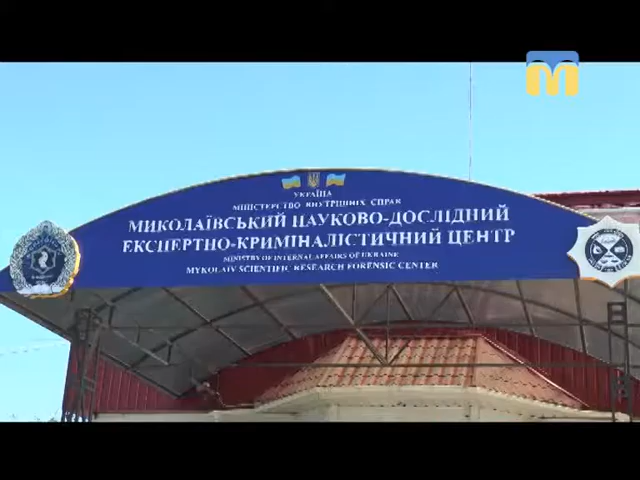 УКРАЇНА
МІНІСТЕРСТВО ВНУТРІШНІХ СПРАВ
МИКОЛАЇВСЬКИЙ НАУКОВО-ДОСЛІДНИЙ
ЕКСПЕРТНО-КРИМІНАЛІСТИЧНИЙ ЦЕНТР
MINISTRY OF INTERNAL AFFAIRS OF UKRAINE
MYKOLAIV SCIENTIFIC RESEARCH FORENSIC CENTER